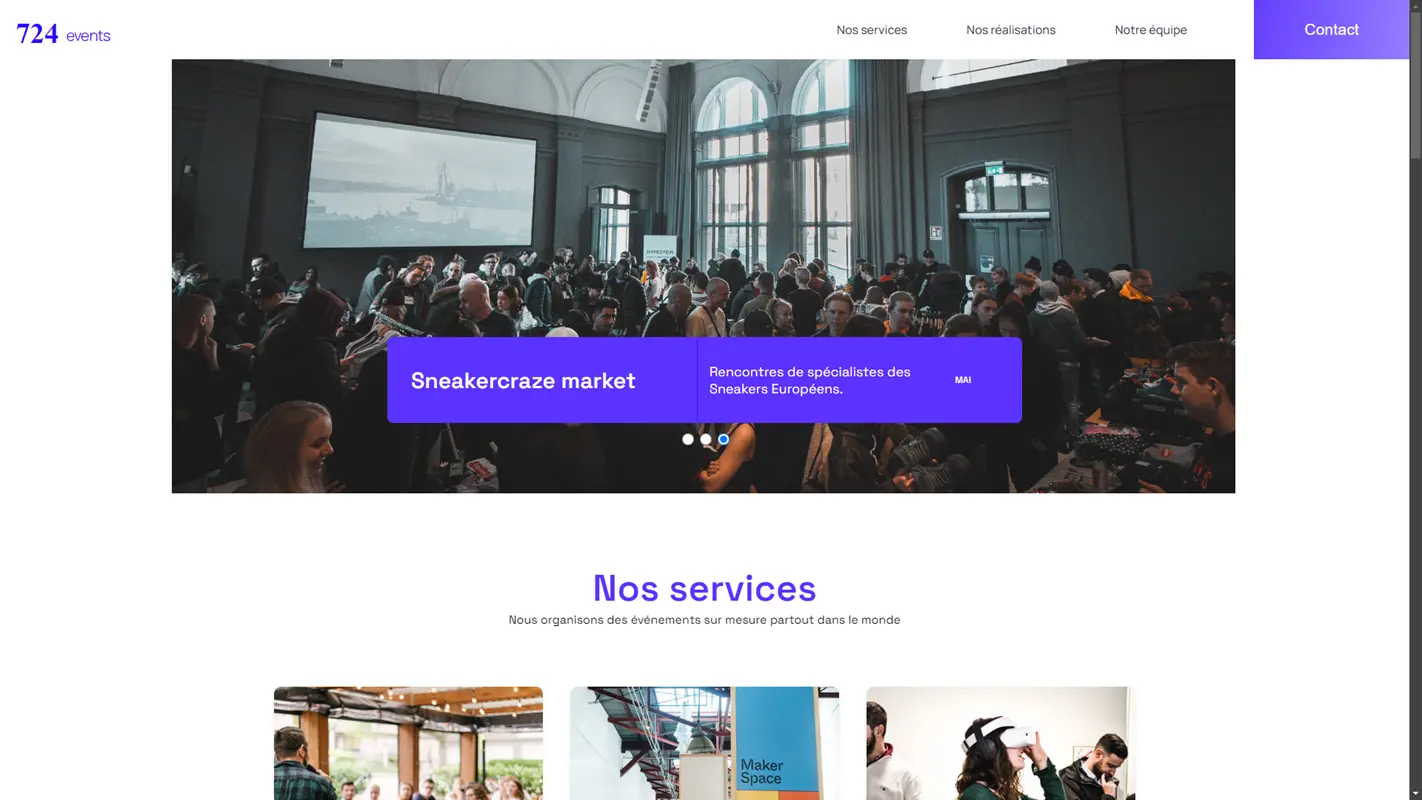 724 events
Nos services
Nos réalisations
Notre équipe
Contact
HYPESTEIN
Sneakercraze market
Rencontres de spécialistes des
Sneakers Européens.
MAI
Nos services
Nous organisons des événements sur mesure partout dans le monde
Maker
Space